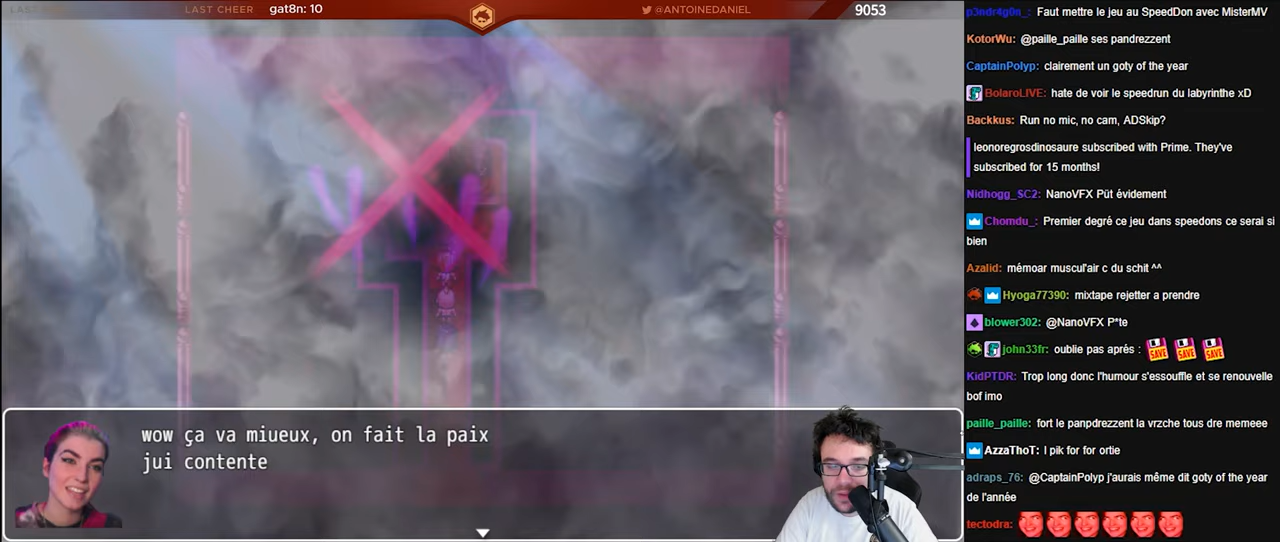 LAST CHEER gat8n: 10 @ANTOINEDANIEL 9053
wow ça va miueux, on fait la paix
jui contente
p3ndr4g0n_: Faut mettre le jeu au SpeedDon avec MisterMV
KotorWu: @paille_paille ses pandrezzent
CaptainPolyp: clairement un goty of the year
BolaroLIVE: hate de voir le speedrun du labyrinthe xD
Backkus: Run no mic, no cam, ADSkip?
leonoregrosdinosaure subscribed with Prime. They've
subscribed for 15 months!
Nidhogg_SC2: NanoVFX Pût évidement
Chomdu_: Premier degré ce jeu dans speedons ce serai si
bien
Azalid: mémoar muscul'air c du schit ^^
Hyoga77390: mixtape rejetter a prendre
blower302: @NanoVFX P*te
john33fr: oublie pas aprés : SAVE SAVE SAVE
KidPTDR: Trop long donc l'humour s'essouffle et se renouvelle
bof imo
paille_paille: fort le panpdrezzent la vrzche tous dre memeee
AzzaThoT: I pik for for ortie
adraps_76: @CaptainPolyp j'aurais même dit goty of the year
de l'année
tectodra: